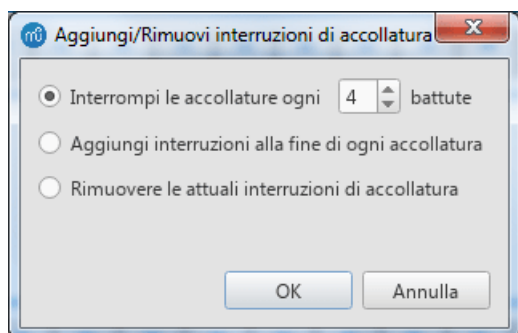 Aggiungi/Rimuovi interruzioni di accollatura
Interrompi le accollature ogni 4 battute
Aggiungi interruzioni alla fine di ogni accollatura
Rimuovere le attuali interruzioni di accollatura
OK Annulla